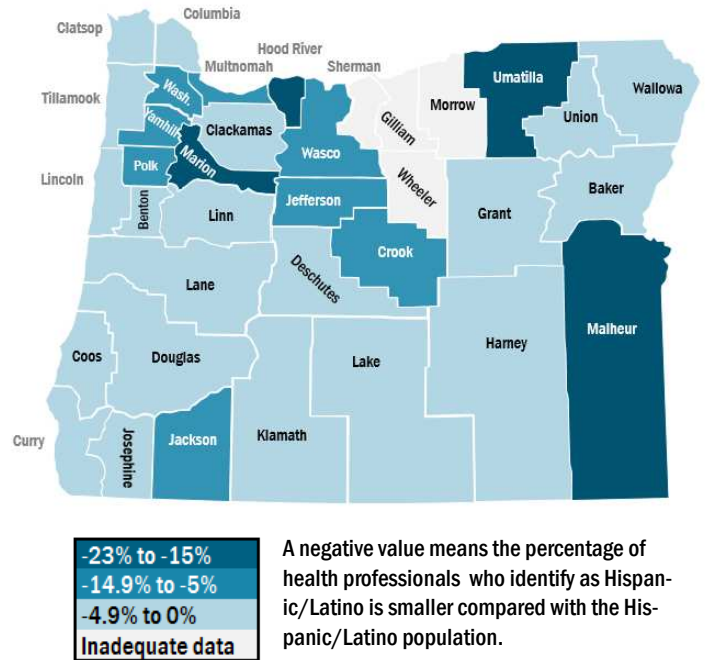 Columbia
Clatsop
Hood River
Multnomah
Sherman
Tillamook
Wash.
Umatilla
Wallowa
Morrow
Gilliam
Union
Yamhill
Clackamas
Wasco
Marion
Polk
Lincoln
Wheeler
Baker
Benton
Linn
Jefferson
Grant
Crook
Deschutes
Lane
Malheur
Harney
Coos
Douglas
Lake
Curry
Josephine
Jackson
Klamath
-23% to -15%
-14.9% to -5%
-4.9% to 0%
Inadequate data
A negative value means the percentage of
health professionals who identify as Hispan-
ic/Latino is smaller compared with the His-
panic/Latino population.